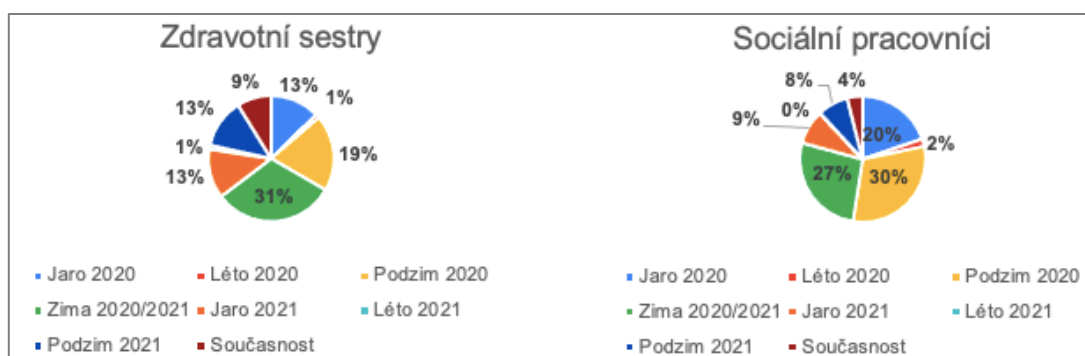 Zdravotní sestry
9%
13%
1%
13%
19%
1%
13%
31%
Jaro 2020 Léto 2020 Podzim 2020
Zima 2020/2021 Jaro 2021 Léto 2021
Podzim 2021 Současnost
Sociální pracovníci
8%
4%
0%
20%
9%
2%
27%
30%
Jaro 2020 Léto 2020 Podzim 2020
Zima 2020/2021 Jaro 2021 Léto 2021
Podzim 2021 Současnost